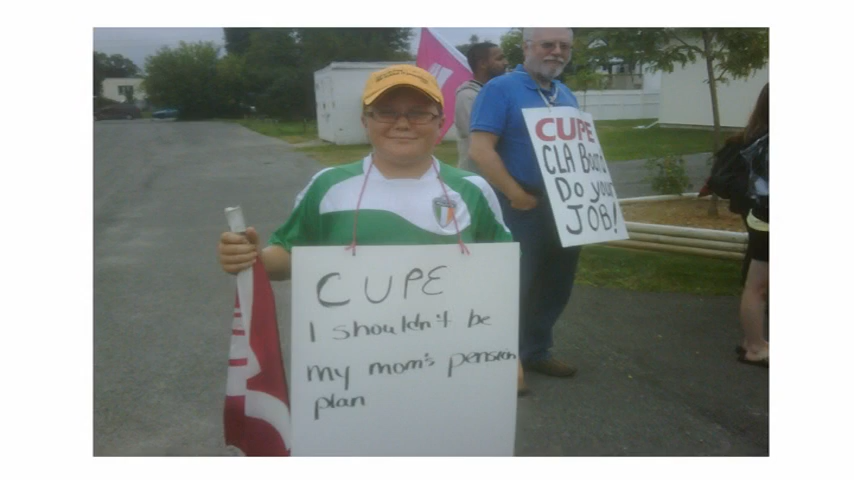 CUPE
I shouldn't be
my mom's pension
plan
CUPE
CLA Board
Do your
JOB!